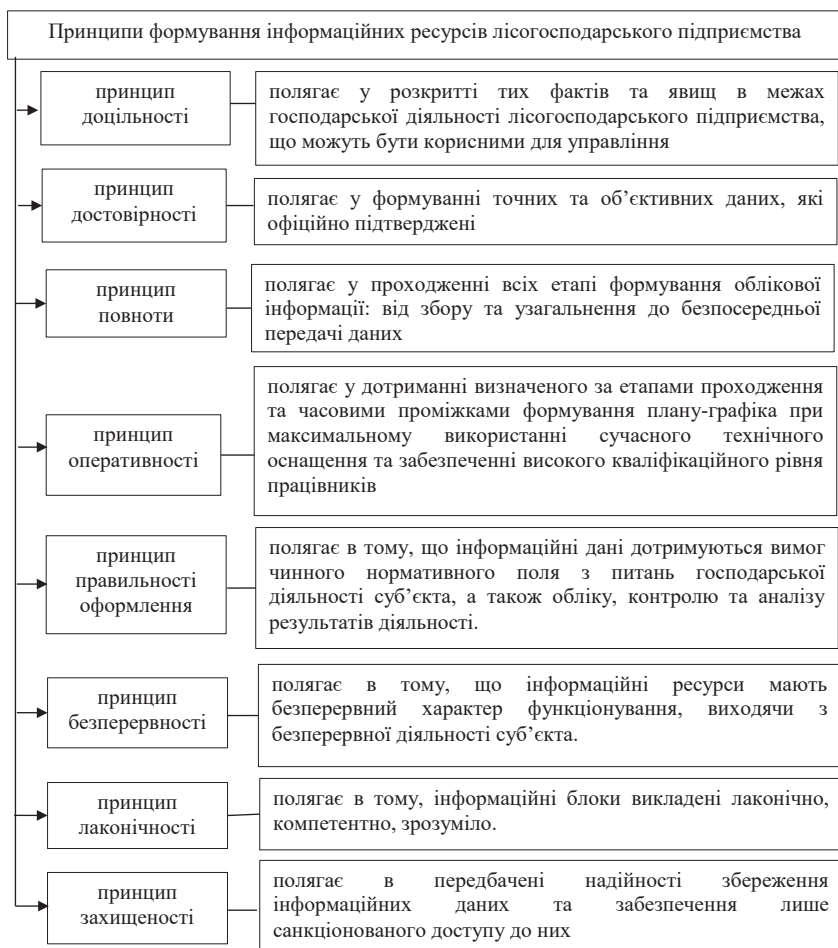 Принципи формування інформаційних ресурсів лісогосподарського підприємства
принцип
доцільності
полягає у розкритті тих фактів та явищ в межах
господарської діяльності лісогосподарського підприємства,
що можуть бути корисними для управління
принцип
достовірності
полягає у формуванні точних та об’єктивних даних, які
офіційно підтверджені
принцип
повноти
полягає у проходженні всіх етапі формування облікової
інформації: від збору та узагальнення до безпосередньої
передачі даних
принцип
оперативності
полягає у дотриманні визначеного за етапами проходження
та часовими проміжками формування плану-графіка при
максимальному використанні сучасного технічного
оснащення та забезпеченні високого кваліфікаційного рівня
працівників
принцип
правильності
оформлення
полягає в тому, що інформаційні дані дотримуються вимог
чинного нормативного поля з питань господарської
діяльності суб’єкта, а також обліку, контролю та аналізу
результатів діяльності.
принцип
безперервності
полягає в тому, що інформаційні ресурси мають
безперервний характер функціонування, виходячи з
безперервної діяльності суб’єкта.
принцип
лаконічності
полягає в тому, інформаційні блоки викладені лаконічно,
компетентно, зрозуміло.
принцип
захищеності
полягає в передбачені надійності збереження
інформаційних даних та забезпечення лише
санкціонованого доступу до них